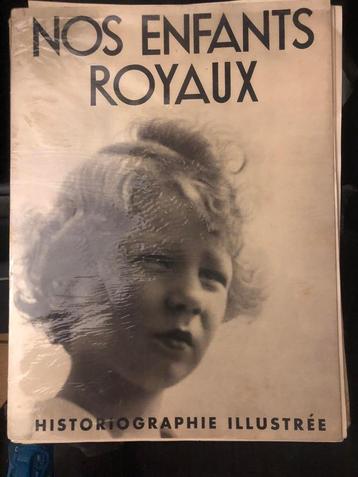 NOS ENFANTS
ROYAUX
HISTORIOGRAPHIE ILLUSTRÉE